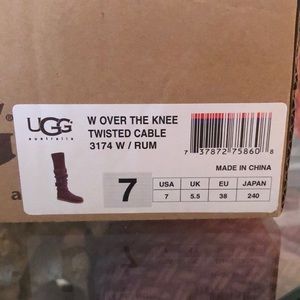 UGG
australia
W OVER THE KNEE
TWISTED CABLE
3174 W / RUM
7 37872 75860 8
MADE IN CHINA
7
USA UK EU JAPAN
7 5.5 38 240